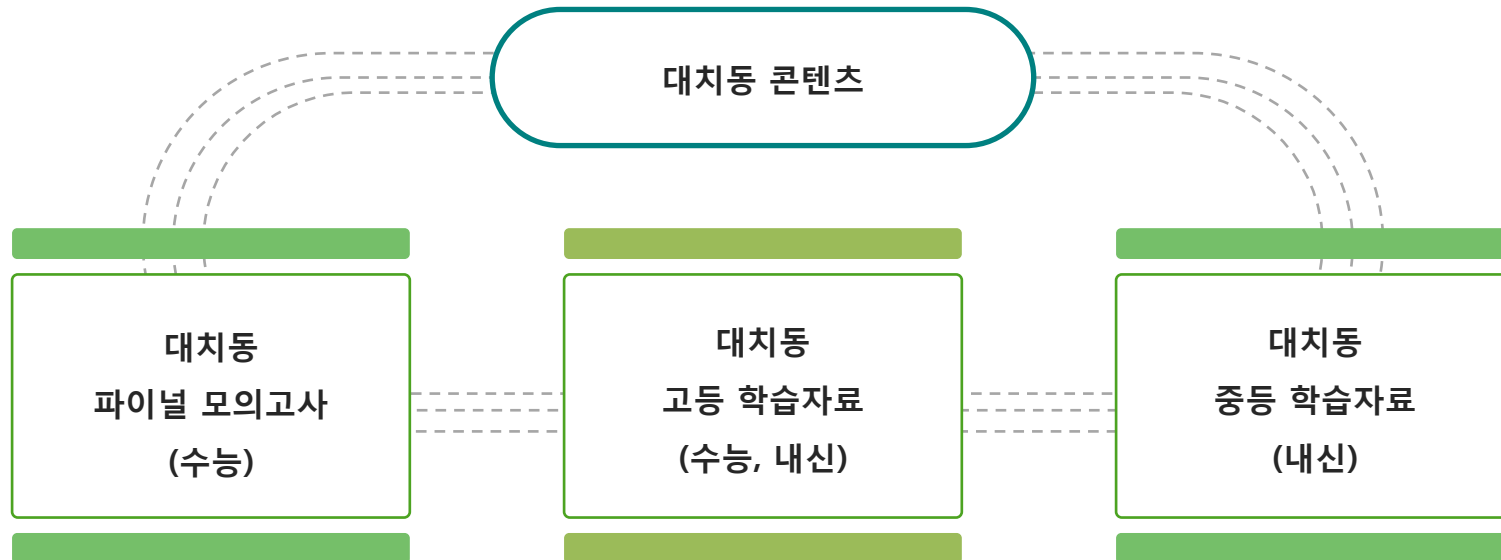 대치동 콘텐츠
대치동
파이널 모의고사
(수능)
대치동
고등 학습자료
(수능, 내신)
대치동
중등 학습자료
(내신)